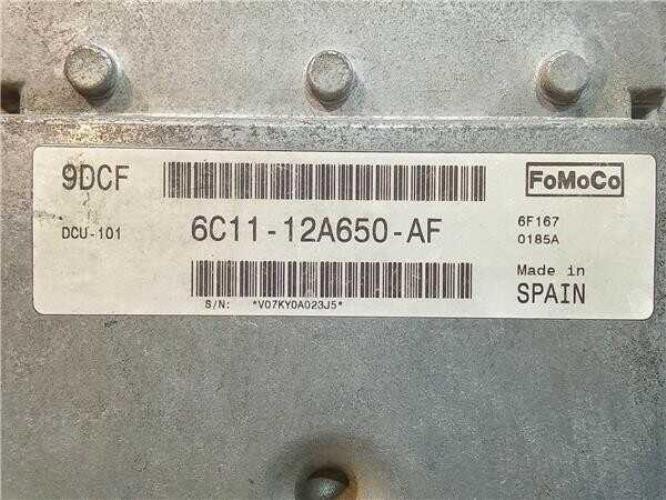 9DCF
FoMoCo
DCU-101
6C11-12A650-AF
6F167
0185A
Made in
SPAIN
S/N: *V07KY0A023J5*